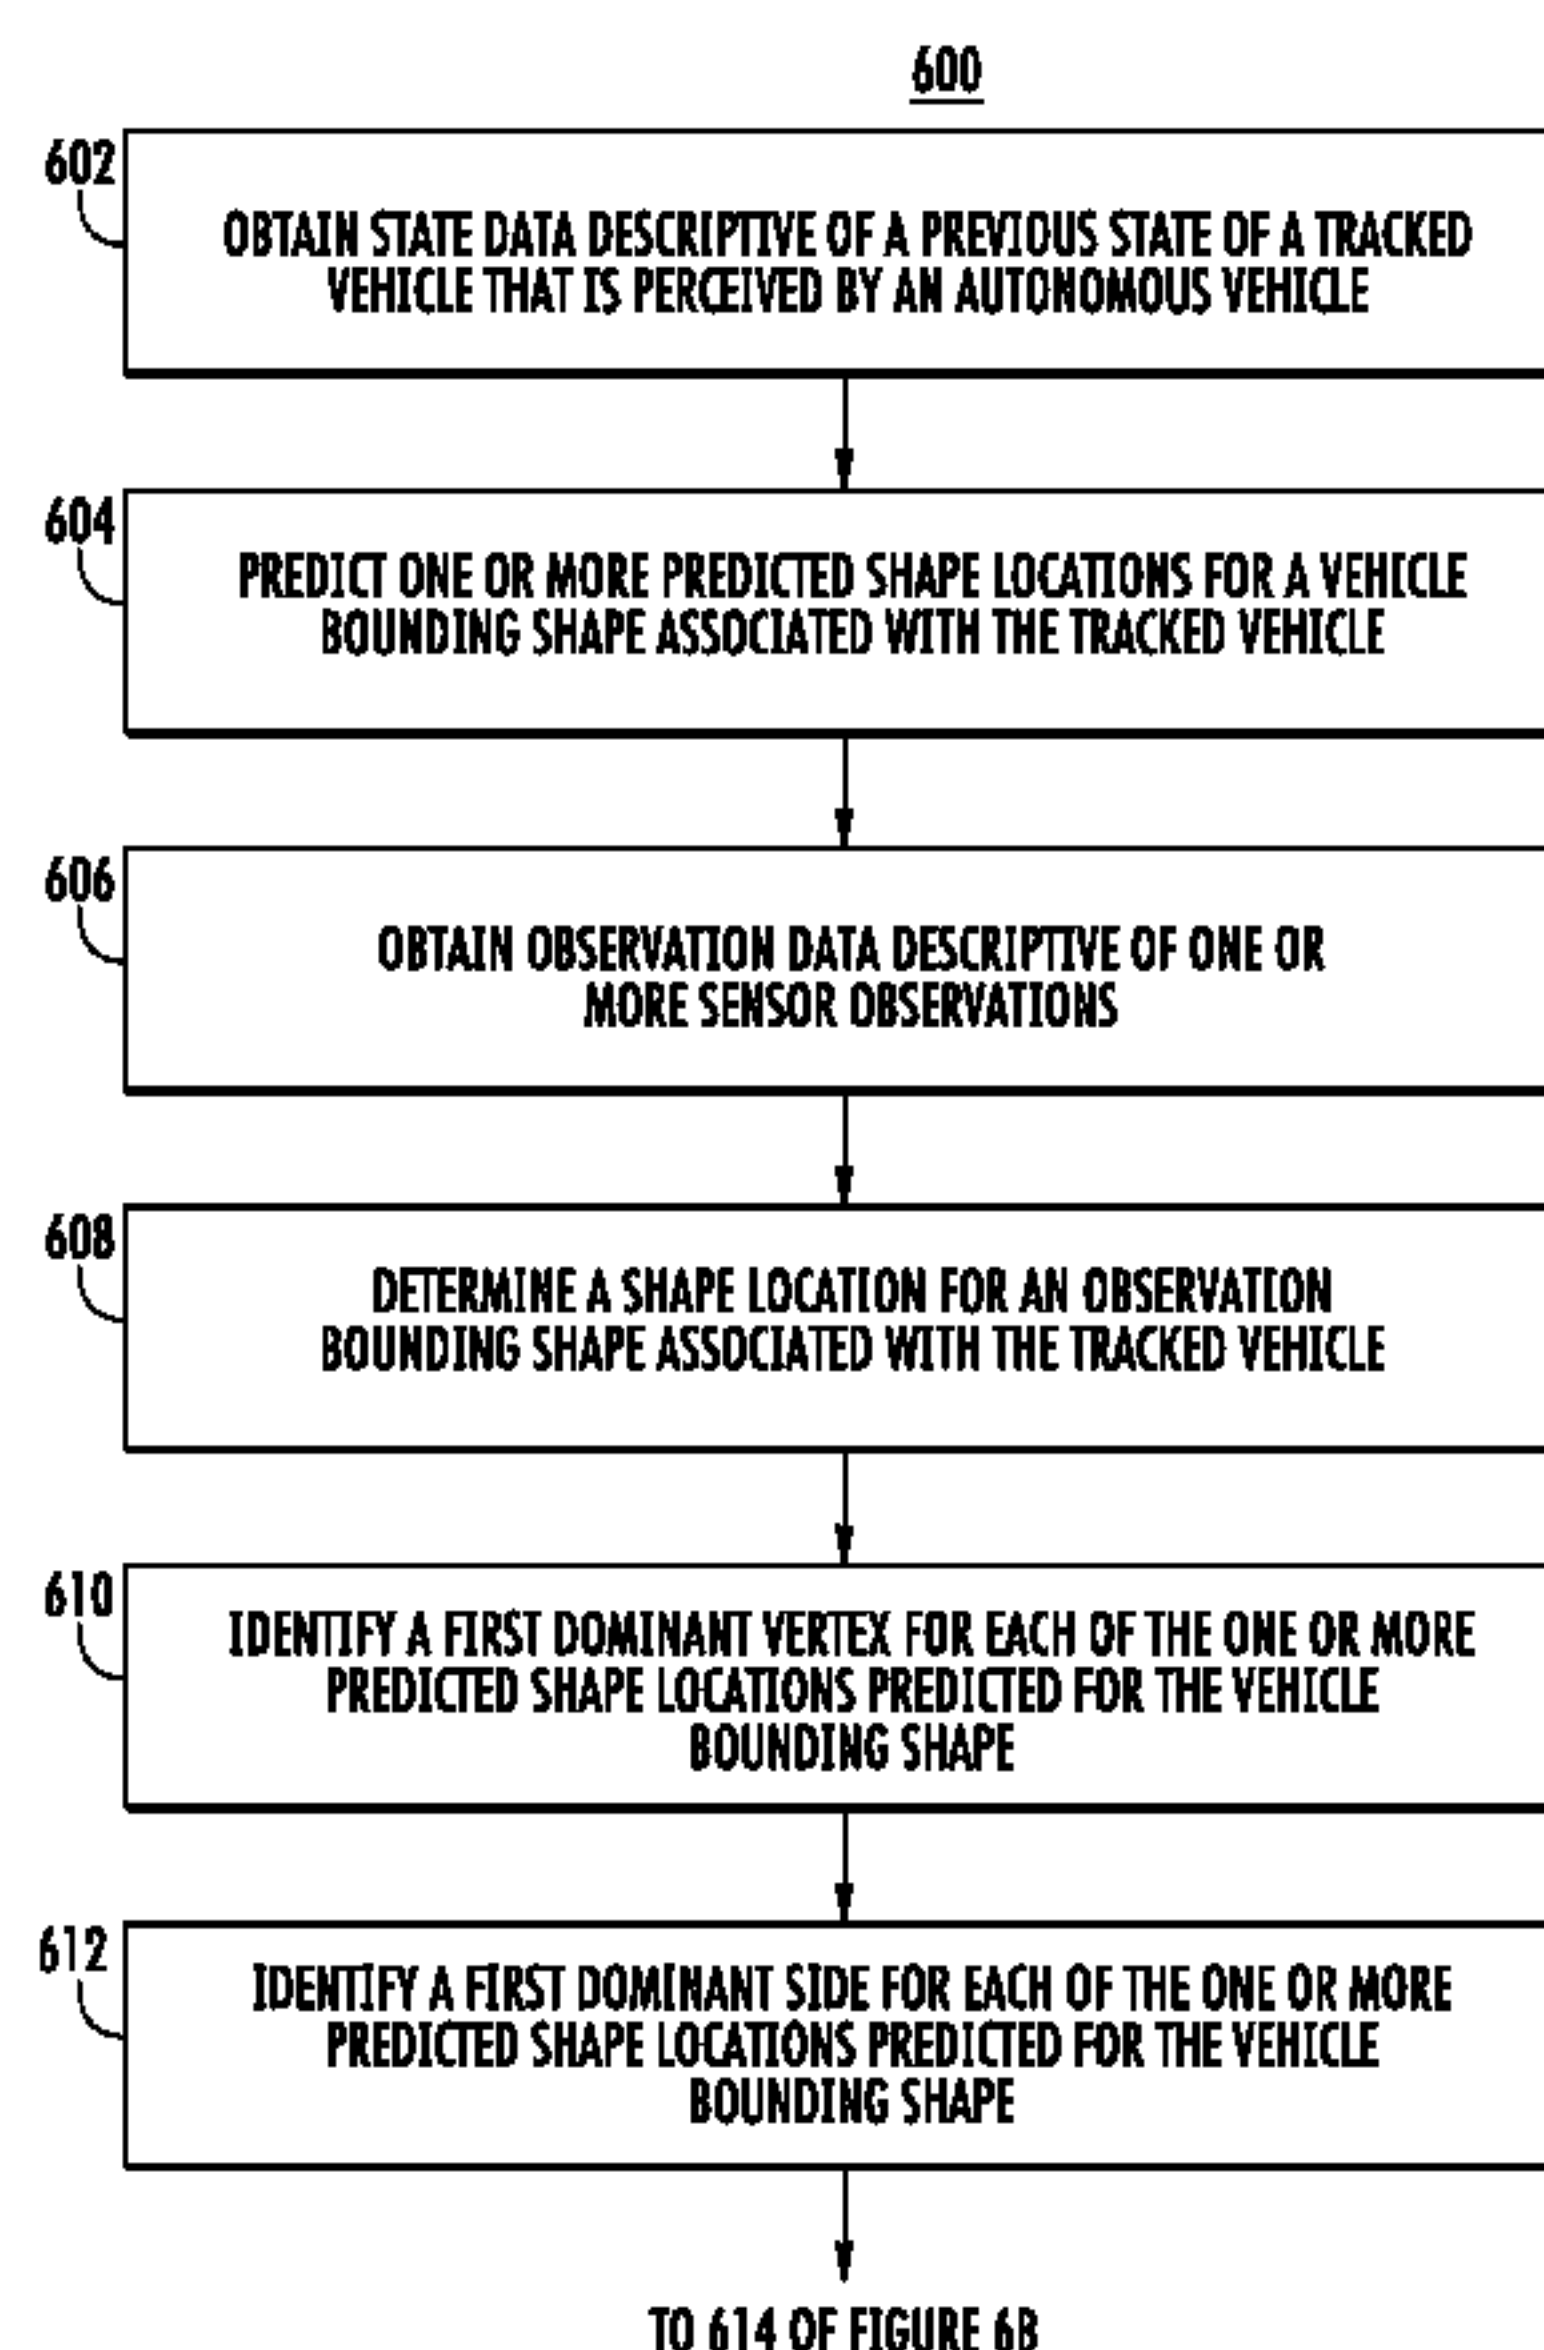 600
602
OBTAIN STATE DATA DESCRIPTIVE OF A PREVIOUS STATE OF A TRACKED
VEHICLE THAT IS PERCEIVED BY AN AUTONOMOUS VEHICLE
604
PREDICT ONE OR MORE PREDICTED SHAPE LOCATIONS FOR A VEHICLE
BOUNDING SHAPE ASSOCIATED WITH THE TRACKED VEHICLE
606
OBTAIN OBSERVATION DATA DESCRIPTIVE OF ONE OR
MORE SENSOR OBSERVATIONS
608
DETERMINE A SHAPE LOCATION FOR AN OBSERVATION
BOUNDING SHAPE ASSOCIATED WITH THE TRACKED VEHICLE
610
IDENTIFY A FIRST DOMINANT VERTEX FOR EACH OF THE ONE OR MORE
PREDICTED SHAPE LOCATIONS PREDICTED FOR THE VEHICLE
BOUNDING SHAPE
612
IDENTIFY A FIRST DOMINANT SIDE FOR EACH OF THE ONE OR MORE
PREDICTED SHAPE LOCATIONS PREDICTED FOR THE VEHICLE
BOUNDING SHAPE
TO 614 OF FIGURE 6B